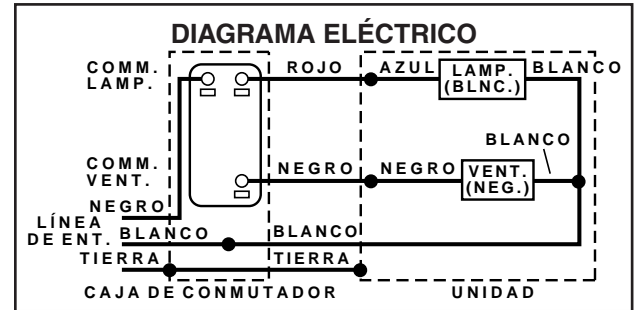 DIAGRAMA ELÉCTRICO
COMM. LAMP.
ROJO
AZUL
LAMP. (BLNC.)
BLANCO
BLANCO
COMM. VENT.
NEGRO
NEGRO
VENT. (NEG.)
NEGRO
LÍNEA DE ENT.
BLANCO
BLANCO
TIERRA
TIERRA
CAJA DE CONMUTADOR
UNIDAD